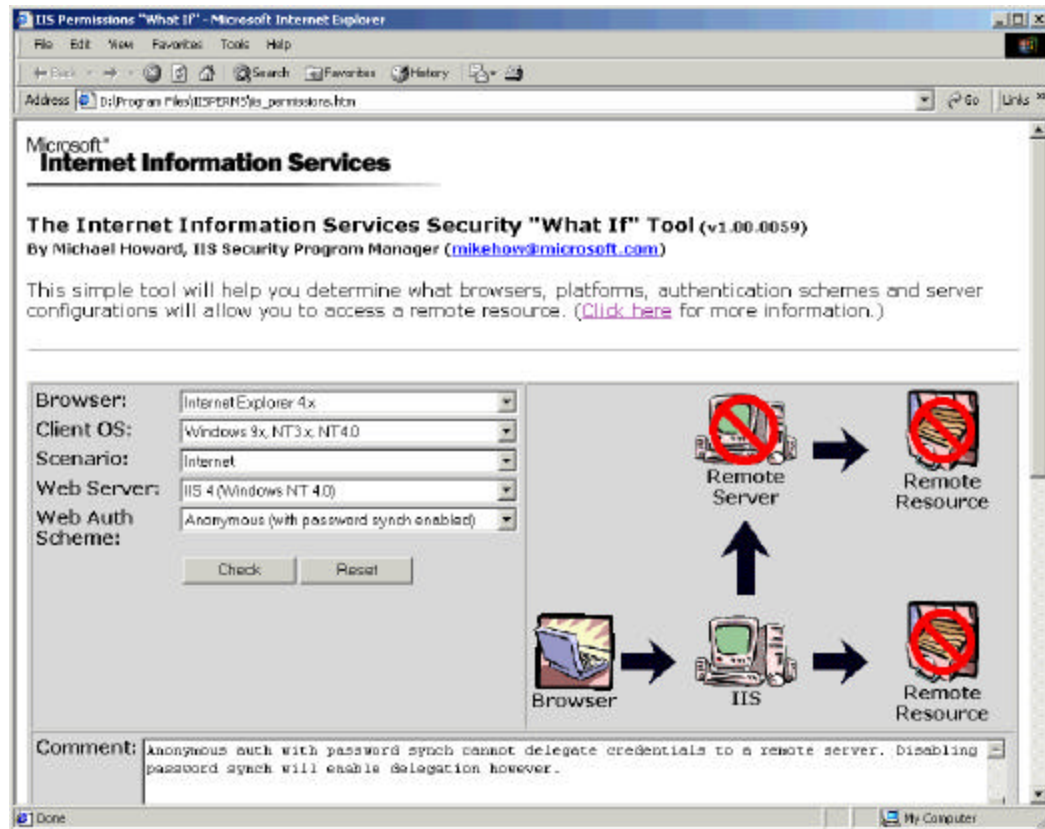 IIS Permissions "What If" - Microsoft Internet Explorer
File Edit View Favorites Tools Help
Back Search Favorites History
Address D:\Program Files\IISPERMS\iis_permissions.htm Go Links
Microsoft®
Internet Information Services
The Internet Information Services Security "What If" Tool (v1.00.0059)
By Michael Howard, IIS Security Program Manager (mikehow@microsoft.com)
This simple tool will help you determine what browsers, platforms, authentication schemes and server
configurations will allow you to access a remote resource. (Click here for more information.)
Browser: Internet Explorer 4.x
Client OS: Windows 9x, NT3.x, NT4.0
Scenario: Internet
Web Server: IIS 4 (Windows NT 4.0)
Web Auth Scheme: Anonymous (with password synch enabled)
Check Reset
Remote Server
Remote Resource
Browser
IIS
Remote Resource
Comment: Anonymous auth with password synch cannot delegate credentials to a remote server. Disabling
password synch will enable delegation however.
Done My Computer